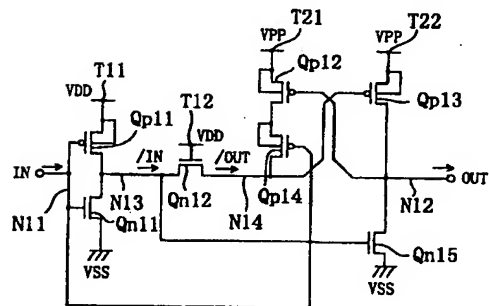 T21
T22
VPP
VPP
T11
Qp12
VDD
T12
Qp13
Qp11
VDD
IN
/IN
/OUT
OUT
Qp14
N13
Qn12
N14
N12
N11
Qn11
Qn15
VSS
VSS